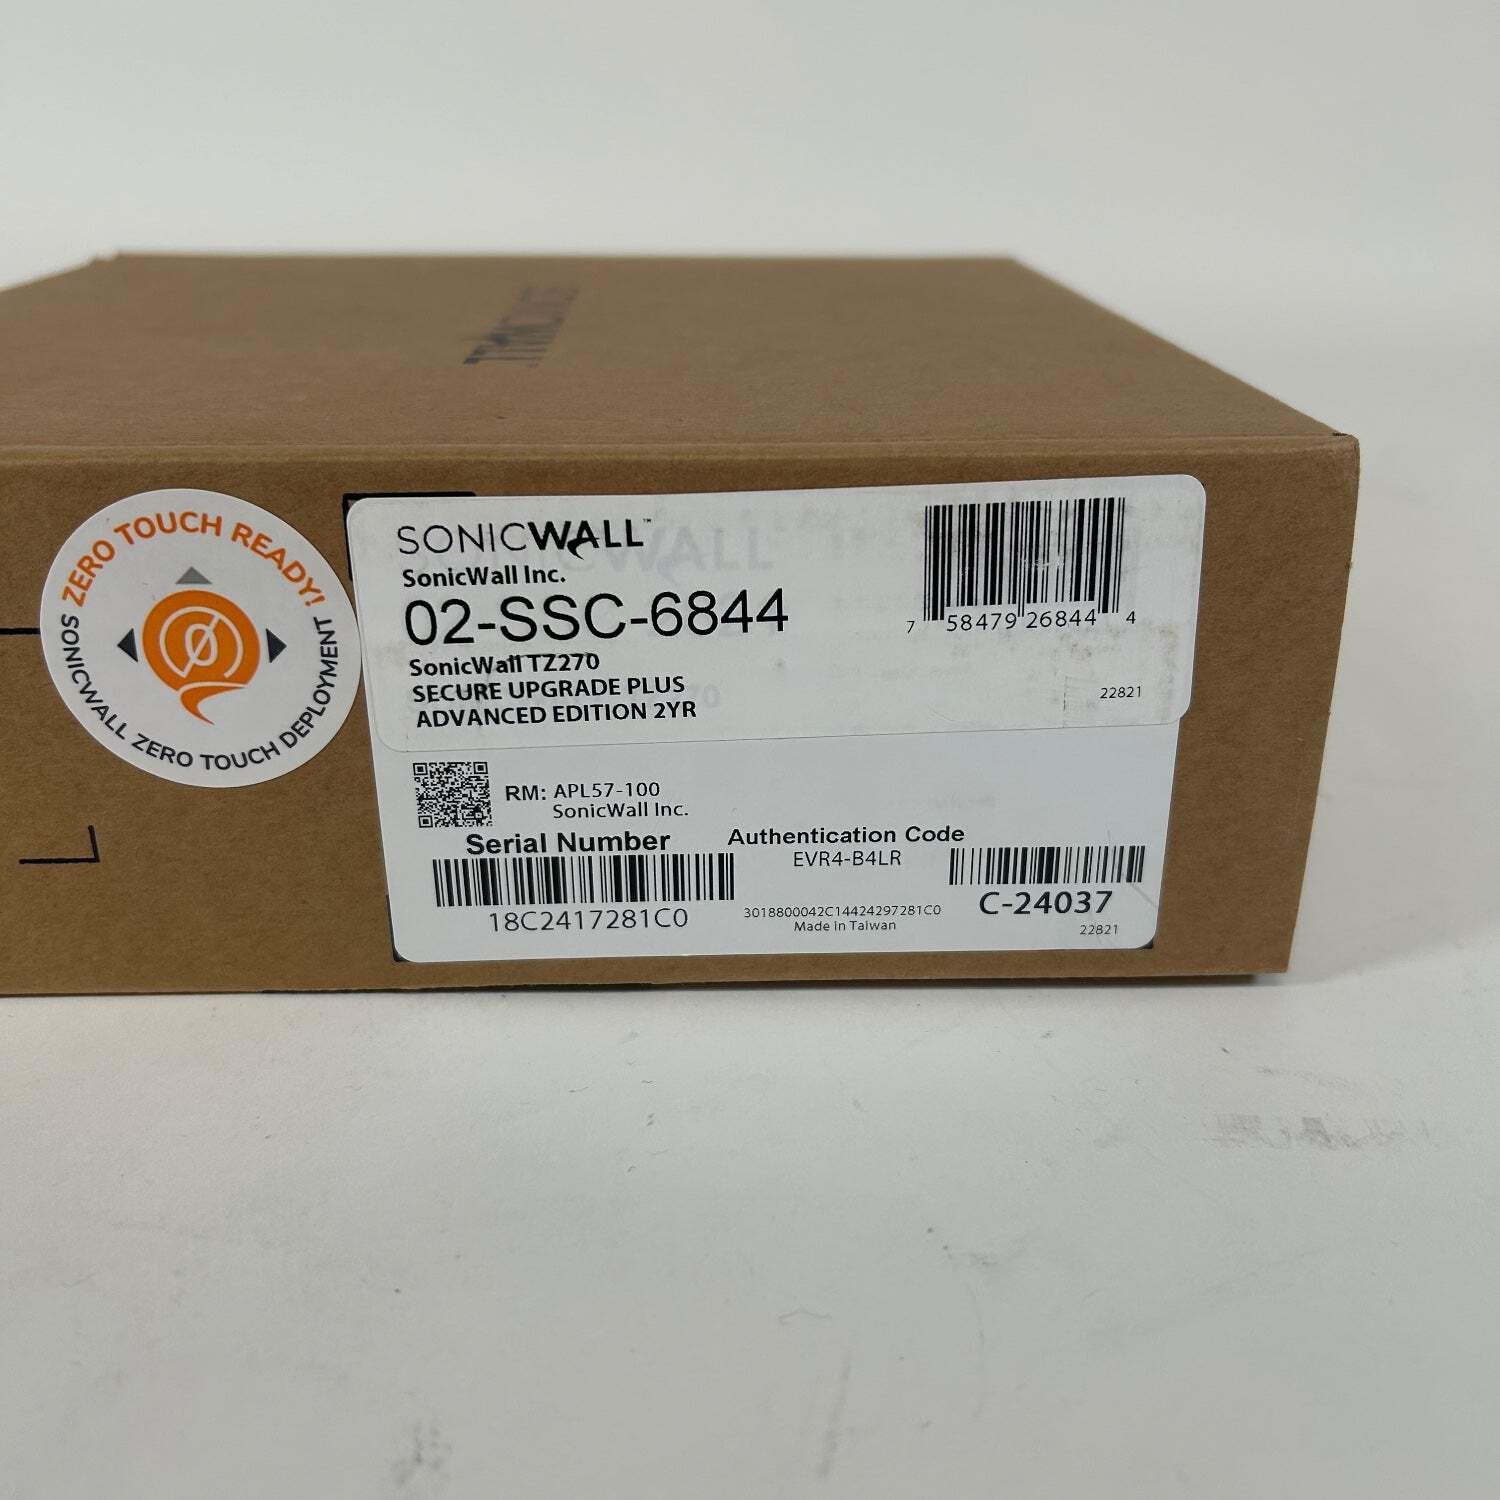 SONICWALL
ZERO TOUCH READY!
SONICWALL ZERO TOUCH DEPLOYMENT
SONICWALL™
SonicWall Inc.
02-SSC-6844
SonicWall TZ270
SECURE UPGRADE PLUS
ADVANCED EDITION 2YR
7 58479 26844 4
22821
RM: APL57-100
SonicWall Inc.
Serial Number
18C2417281C0
Authentication Code
EVR4-B4LR
3018800042C14424297281C0
Made In Taiwan
C-24037
22821